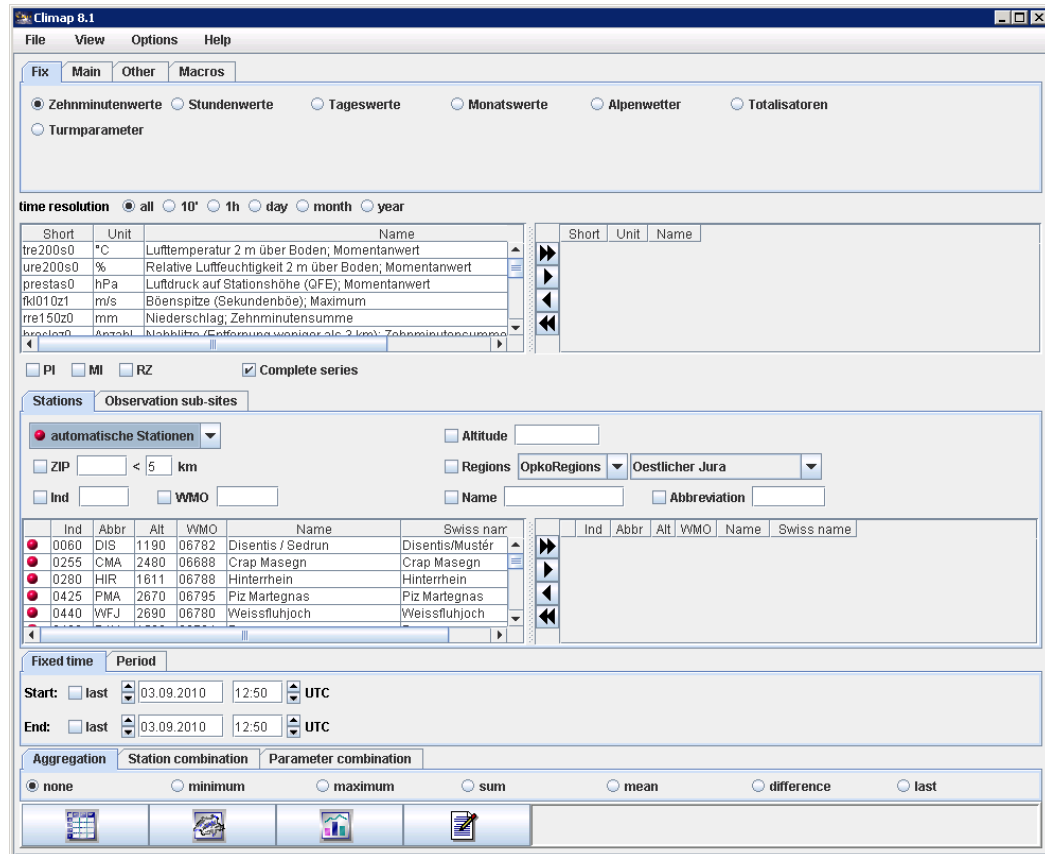 Climap 8.1
File View Options Help
Fix Main Other Macros
Zehnminutenwerte Stundenwerte Tageswerte Monatswerte Alpenwetter Totalisatoren
Turmparameter
time resolution all 10' 1h day month year
Short Unit Name Short Unit Name
tre200s0 °C Lufttemperatur 2 m über Boden; Momentanwert
ure200s0 % Relative Luftfeuchtigkeit 2 m über Boden; Momentanwert
prestas0 hPa Luftdruck auf Stationshöhe (QFE); Momentanwert
fkl010z1 m/s Böenspitze (Sekundenböe); Maximum
rre150z0 mm Niederschlag; Zehnminutensumme
Anzahl Nahblitze (Entfernung weniger als 3 km); Zehnminutensumme
PI MI RZ Complete series
Stations Observation sub-sites
automatische Stationen Altitude
ZIP < 5 km Regions OpkoRegions Oestlicher Jura
Ind WMO Name Abbreviation
Ind Abbr Alt WMO Name Swiss nam Ind Abbr Alt WMO Name Swiss name
0060 DIS 1190 06782 Disentis / Sedrun Disentis/Mustér
0255 CMA 2480 06688 Crap Masegn Crap Masegn
0280 HIR 1611 06788 Hinterrhein Hinterrhein
0425 PMA 2670 06795 Piz Martegnas Piz Martegnas
0440 WFJ 2690 06780 Weissfluhjoch Weissfluhjoch
Fixed time Period
Start: last 03.09.2010 12:50 UTC
End: last 03.09.2010 12:50 UTC
Aggregation Station combination Parameter combination
none minimum maximum sum mean difference last